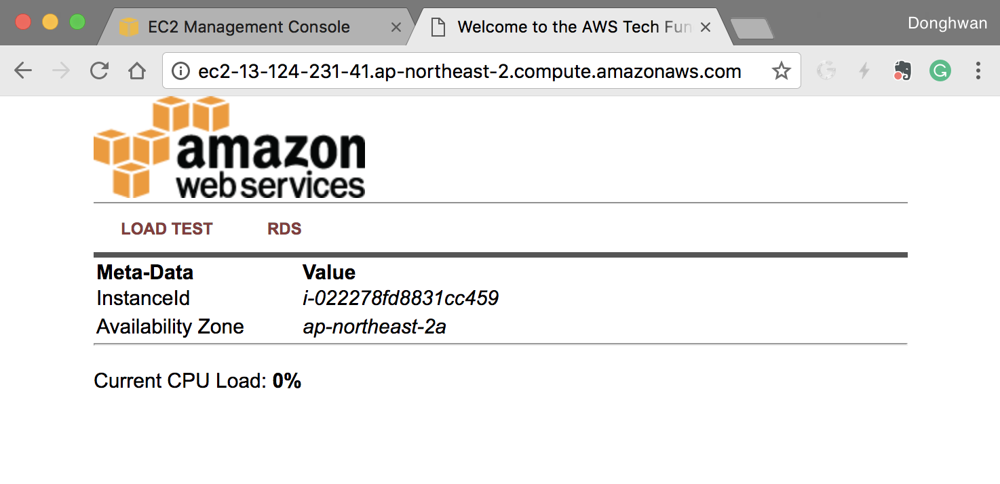 EC2 Management Console
Welcome to the AWS Tech Fun
Donghwan
ec2-13-124-231-41.ap-northeast-2.compute.amazonaws.com
amazon
web services
LOAD TEST RDS
Meta-Data Value
InstanceId i-022278fd8831cc459
Availability Zone ap-northeast-2a
Current CPU Load: 0%